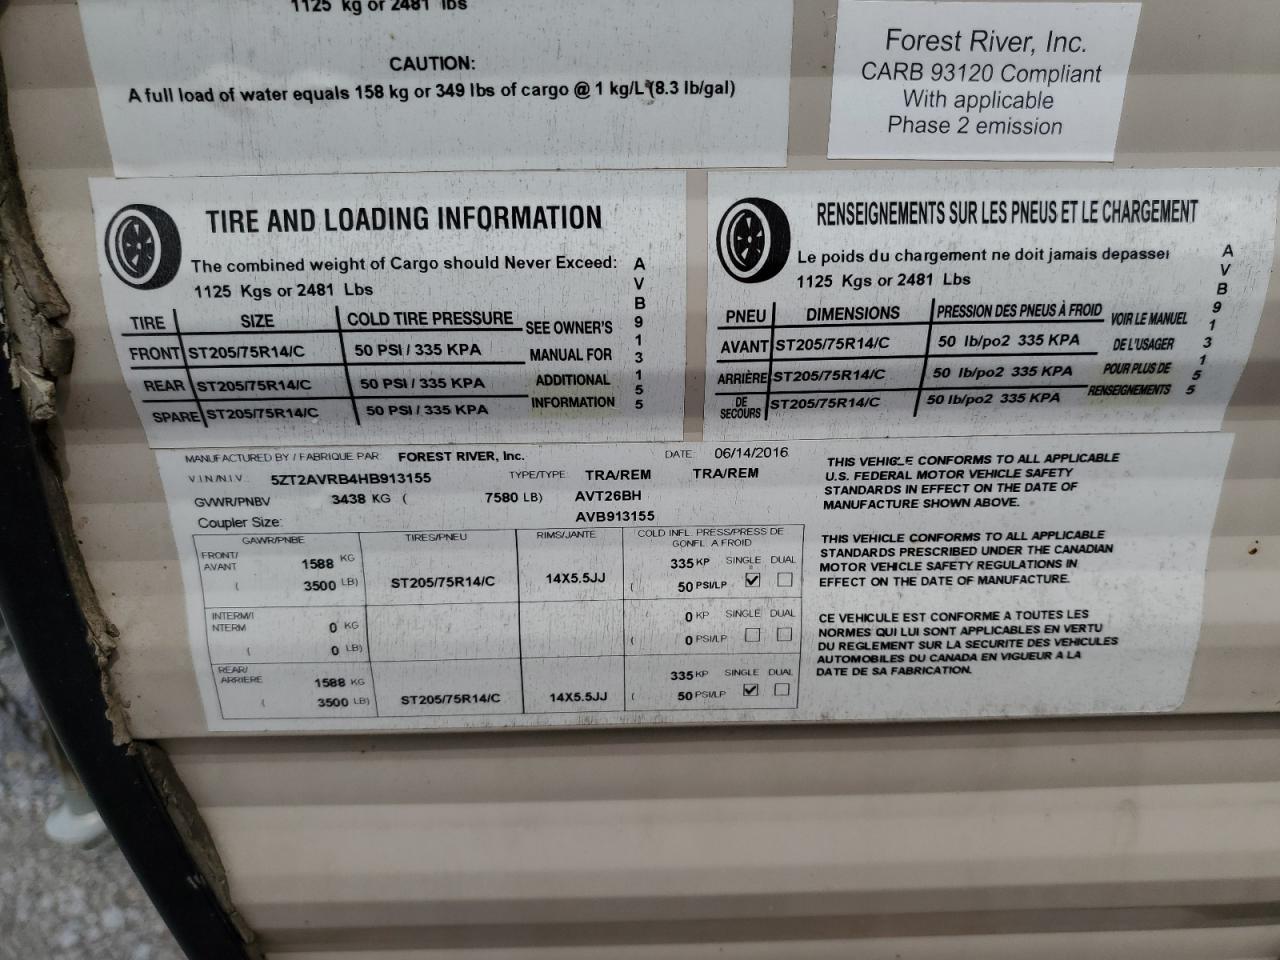 1125 kg or 2481 lbs
CAUTION:
A full load of water equals 158 kg or 349 lbs of cargo @ 1 kg/L (8.3 lb/gal)
Forest River, Inc.
CARB 93120 Compliant
With applicable
Phase 2 emission
TIRE AND LOADING INFORMATION
The combined weight of Cargo should Never Exceed:
1125 Kgs or 2481 Lbs
TIRE SIZE COLD TIRE PRESSURE SEE OWNER'S
FRONT ST205/75R14/C 50 PSI / 335 KPA MANUAL FOR
REAR ST205/75R14/C 50 PSI / 335 KPA ADDITIONAL
SPARE ST205/75R14/C 50 PSI / 335 KPA INFORMATION
AVB913155
RENSEIGNEMENTS SUR LES PNEUS ET LE CHARGEMENT
Le poids du chargement ne doit jamais depasser
1125 Kgs or 2481 Lbs
PNEU DIMENSIONS PRESSION DES PNEUS À FROID VOIR LE MANUEL
AVANT ST205/75R14/C 50 lb/po2 335 KPA DE L'USAGER
ARRIÈRE ST205/75R14/C 50 lb/po2 335 KPA POUR PLUS DE
DE SECOURS ST205/75R14/C 50 lb/po2 335 KPA RENSEIGNEMENTS
AVB913155
MANUFACTURED BY / FABRIQUE PAR: FOREST RIVER, Inc. DATE: 06/14/2016
V.I.N/N.I.V.: 5ZT2AVRB4HB913155 TYPE/TYPE: TRA/REM TRA/REM
GVWR/PNBV 3438 KG ( 7580 LB) AVT26BH
Coupler Size: AVB913155
GAWR/PNBE TIRES/PNEU RIMS/JANTE COLD INFL. PRESS/PRESS DE
GONFL. A FROID
FRONT/
AVANT 1588 KG 335 KP SINGLE DUAL
( 3500 LB) ST205/75R14/C 14X5.5JJ ( 50 PSI/LP
INTERM/I
NTERM 0 KG 0 KP SINGLE DUAL
( 0 LB) ( 0 PSI/LP
REAR/
ARRIERE 1588 KG 335 KP SINGLE DUAL
( 3500 LB) ST205/75R14/C 14X5.5JJ ( 50 PSI/LP
THIS VEHICLE CONFORMS TO ALL APPLICABLE
U.S. FEDERAL MOTOR VEHICLE SAFETY
STANDARDS IN EFFECT ON THE DATE OF
MANUFACTURE SHOWN ABOVE.
THIS VEHICLE CONFORMS TO ALL APPLICABLE
STANDARDS PRESCRIBED UNDER THE CANADIAN
MOTOR VEHICLE SAFETY REGULATIONS IN
EFFECT ON THE DATE OF MANUFACTURE.
CE VEHICULE EST CONFORME A TOUTES LES
NORMES QUI LUI SONT APPLICABLES EN VERTU
DU REGLEMENT SUR LA SECURITE DES VEHICULES
AUTOMOBILES DU CANADA EN VIGUEUR A LA
DATE DE SA FABRICATION.